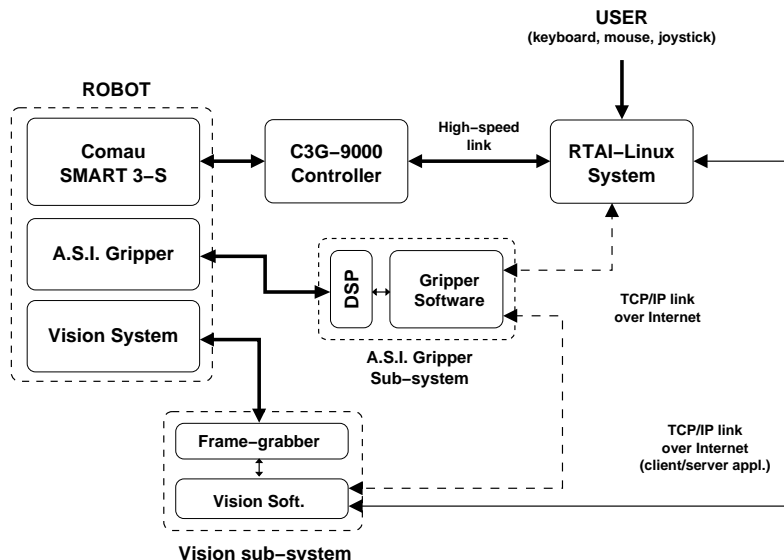 USER
(keyboard, mouse, joystick)
ROBOT
Comau
SMART 3−S
C3G−9000
Controller
High−speed
link
RTAI−Linux
System
A.S.I. Gripper
DSP
Gripper
Software
TCP/IP link
over Internet
Vision System
A.S.I. Gripper
Sub−system
Frame−grabber
Vision Soft.
TCP/IP link
over Internet
(client/server appl.)
Vision sub−system